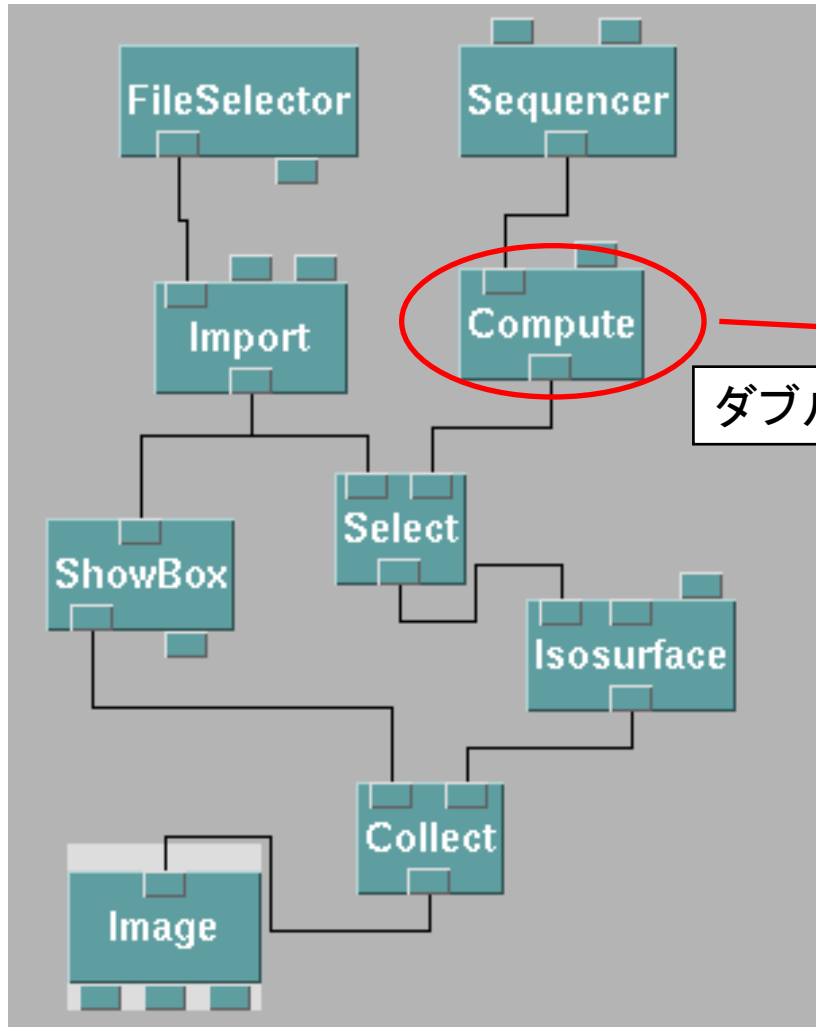 FileSelector
Sequencer
Import
Compute
ダブル
Select
ShowBox
Isosurface
Collect
Image